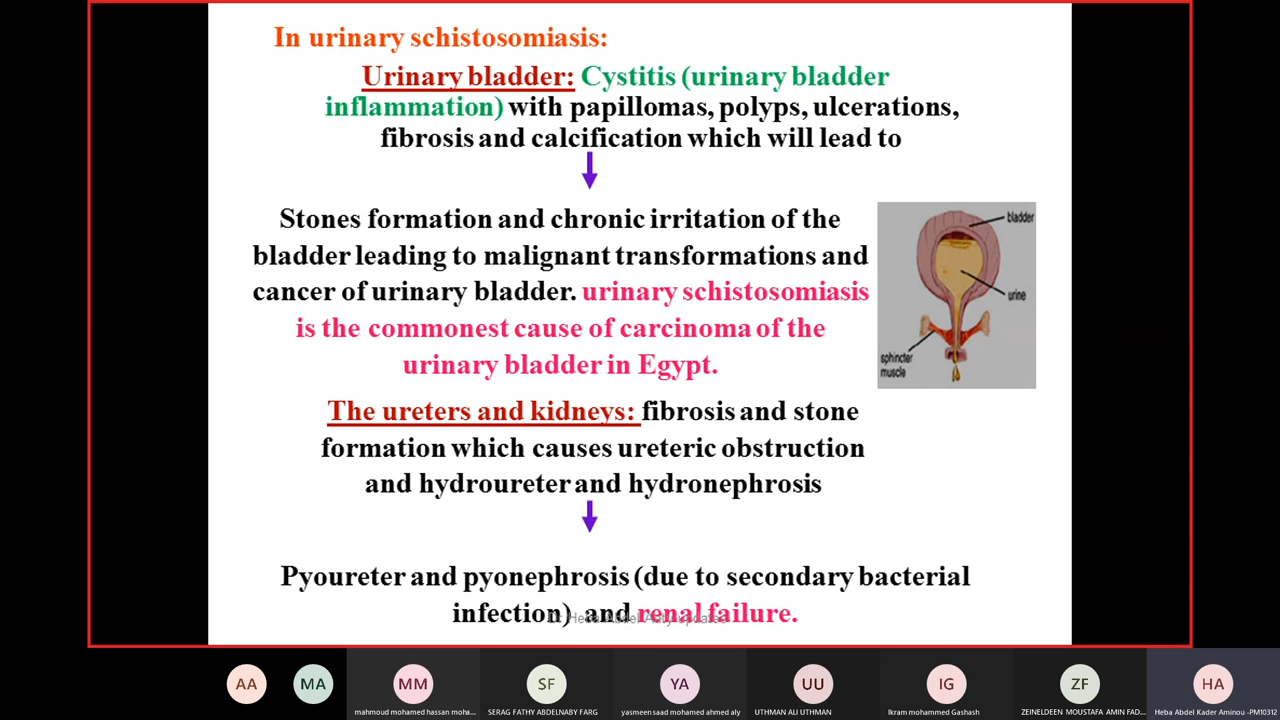 In urinary schistosomiasis:
Urinary bladder: Cystitis (urinary bladder
inflammation) with papillomas, polyps, ulcerations,
fibrosis and calcification which will lead to
Stones formation and chronic irritation of the
bladder leading to malignant transformations and
cancer of urinary bladder. urinary schistosomiasis
is the commonest cause of carcinoma of the
urinary bladder in Egypt.
bladder
urine
sphincter
muscle
The ureters and kidneys: fibrosis and stone
formation which causes ureteric obstruction
and hydroureter and hydronephrosis
Pyoureter and pyonephrosis (due to secondary bacterial
infection) and renal failure.
AA
MA
MM
SF
YA
UU
IG
ZF
HA
mahmoud mohamed hassan moha...
SERAG FATHY ABDELNABY FARG
yasmeen saad mohamed ahmed aly
UTHMAN ALI UTHMAN
Ikram mohammed Gashash
ZEINELDEEN MOUSTAFA AMIN FAD...
Heba Abdel Kader Aminou -PM10312